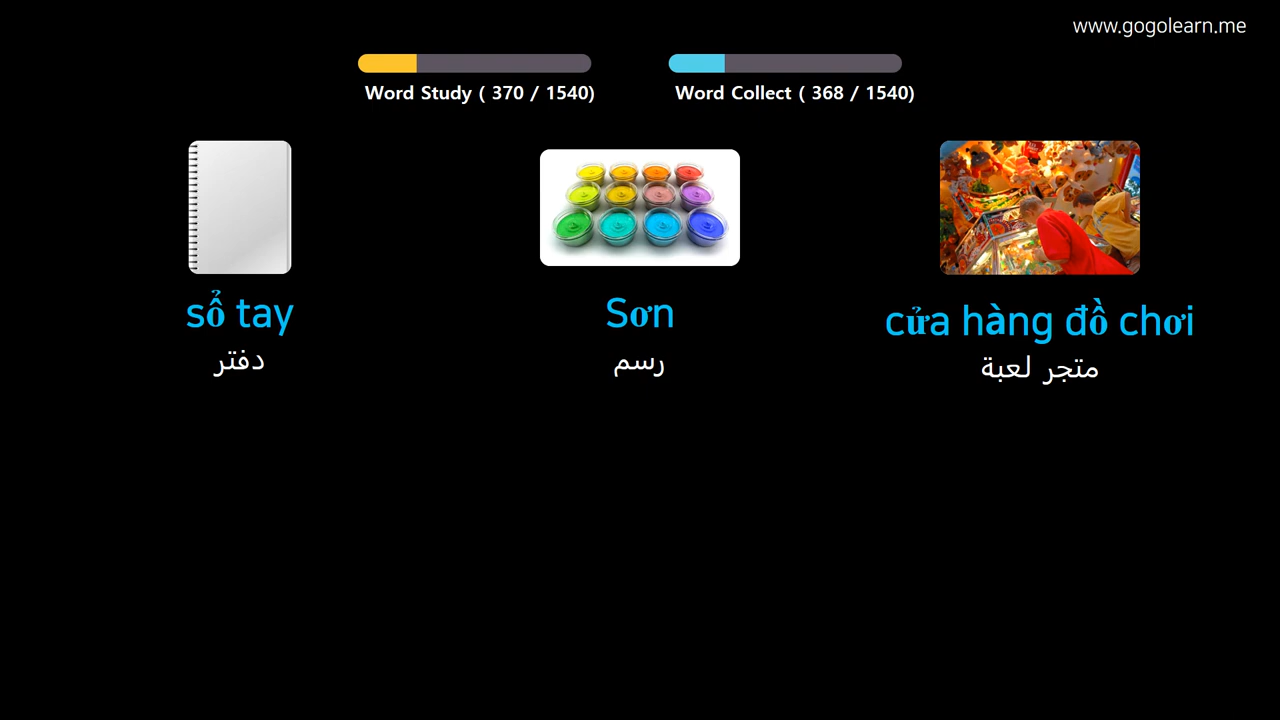 www.gogolearn.me
Word Study ( 370 / 1540)
Word Collect ( 368 / 1540)
sổ tay
دفتر
Sơn
رسم
cửa hàng đồ chơi
متجر لعبة